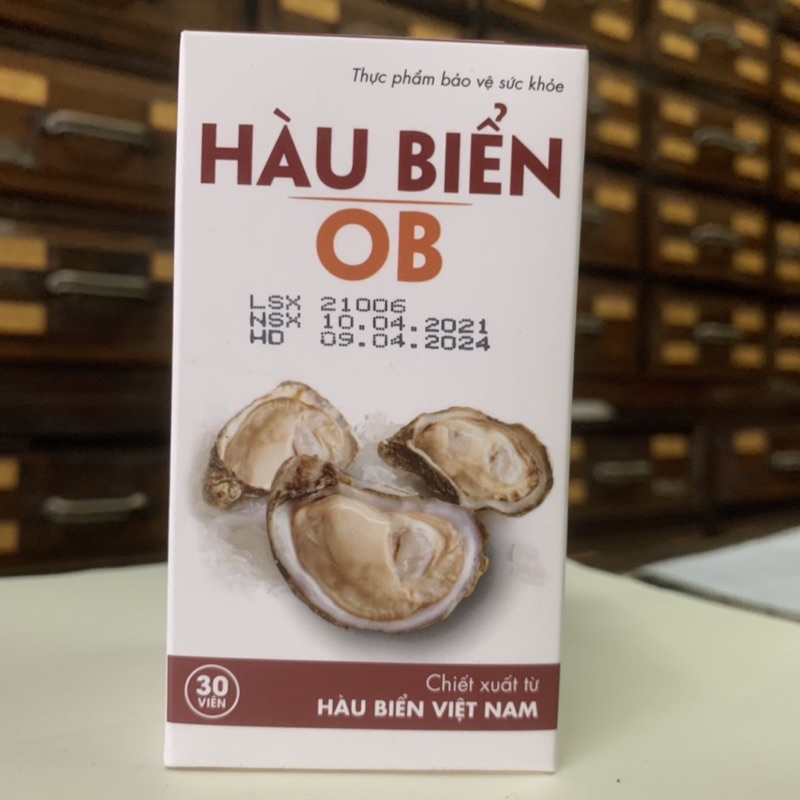 Thực phẩm bảo vệ sức khỏe
HÀU BIỂN
OB
LSX 21006
NSX 10.04.2021
HD 09.04.2024
30
VIÊN
Chiết xuất từ
HÀU BIỂN VIỆT NAM